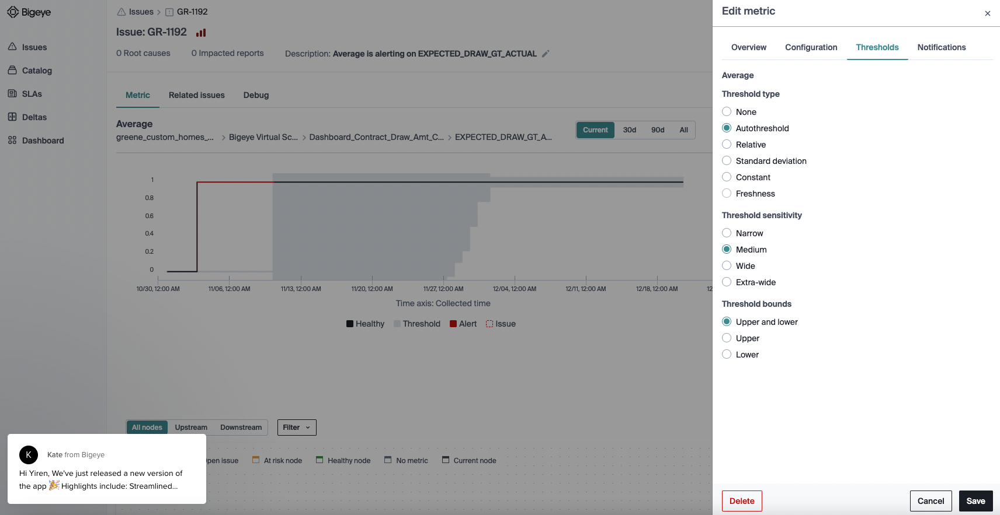 Bigeye
Issues
Catalog
SLAs
Deltas
Dashboard
Issues > GR-1192
Issue: GR-1192
0 Root causes 0 Impacted reports Description: Average is alerting on EXPECTED_DRAW_GT_ACTUAL
Metric Related issues Debug
Average
greene_custom_homes_... > Bigeye Virtual Sc... > Dashboard_Contract_Draw_Amt_C... > EXPECTED_DRAW_GT_A...
Current 30d 90d All
1
0.8
0.6
0.4
0.2
0
10/30, 12:00 AM 11/06, 12:00 AM 11/13, 12:00 AM 11/20, 12:00 AM 11/27, 12:00 AM 12/04, 12:00 AM 12/11, 12:00 AM 12/18, 12:00 AM 12
Time axis: Collected time
Healthy Threshold Alert Issue
All nodes Upstream Downstream Filter
issue At risk node Healthy node No metric Current node
K
Kate from Bigeye
Hi Yiren, We've just released a new version of
the app 🎉 Highlights include: Streamlined...
Edit metric
×
Overview Configuration Thresholds Notifications
Average
Threshold type
None
Autothreshold
Relative
Standard deviation
Constant
Freshness
Threshold sensitivity
Narrow
Medium
Wide
Extra-wide
Threshold bounds
Upper and lower
Upper
Lower
Delete Cancel Save